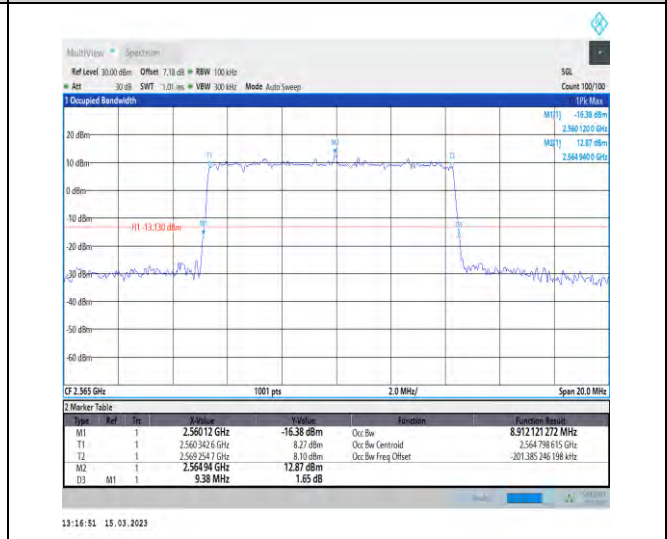 MultiView Spectrum
Ref Level 30.00 dBm Offset 7.18 dB RBW 100 kHz SGL
Att 30 dB SWT 1.01 ms VBW 300 kHz Mode Auto Sweep Count 100/100
1 Occupied Bandwidth 1Pk Max
M1[1] -16.38 dBm
2.560 120 0 GHz
20 dBm
M2[1] 12.87 dBm
2.564 940 0 GHz
M2
T1
T2
10 dBm
0 dBm
-10 dBm
M1
H1 -13.130 dBm
D3
-20 dBm
-30 dBm
-40 dBm
-50 dBm
-60 dBm
CF 2.565 GHz 1001 pts 2.0 MHz/ Span 20.0 MHz
2 Marker Table
Type Ref Trc X-Value Y-Value Function Function Result
M1 1 2.560 12 GHz -16.38 dBm Occ Bw 8.912 121 272 MHz
T1 1 2.560 342 6 GHz 8.27 dBm Occ Bw Centroid 2.564 798 615 GHz
T2 1 2.569 254 7 GHz 8.10 dBm Occ Bw Freq Offset -201.385 246 198 kHz
M2 1 2.564 94 GHz 12.87 dBm
D3 M1 1 9.38 MHz 1.65 dB
13:16:51 15.03.2023